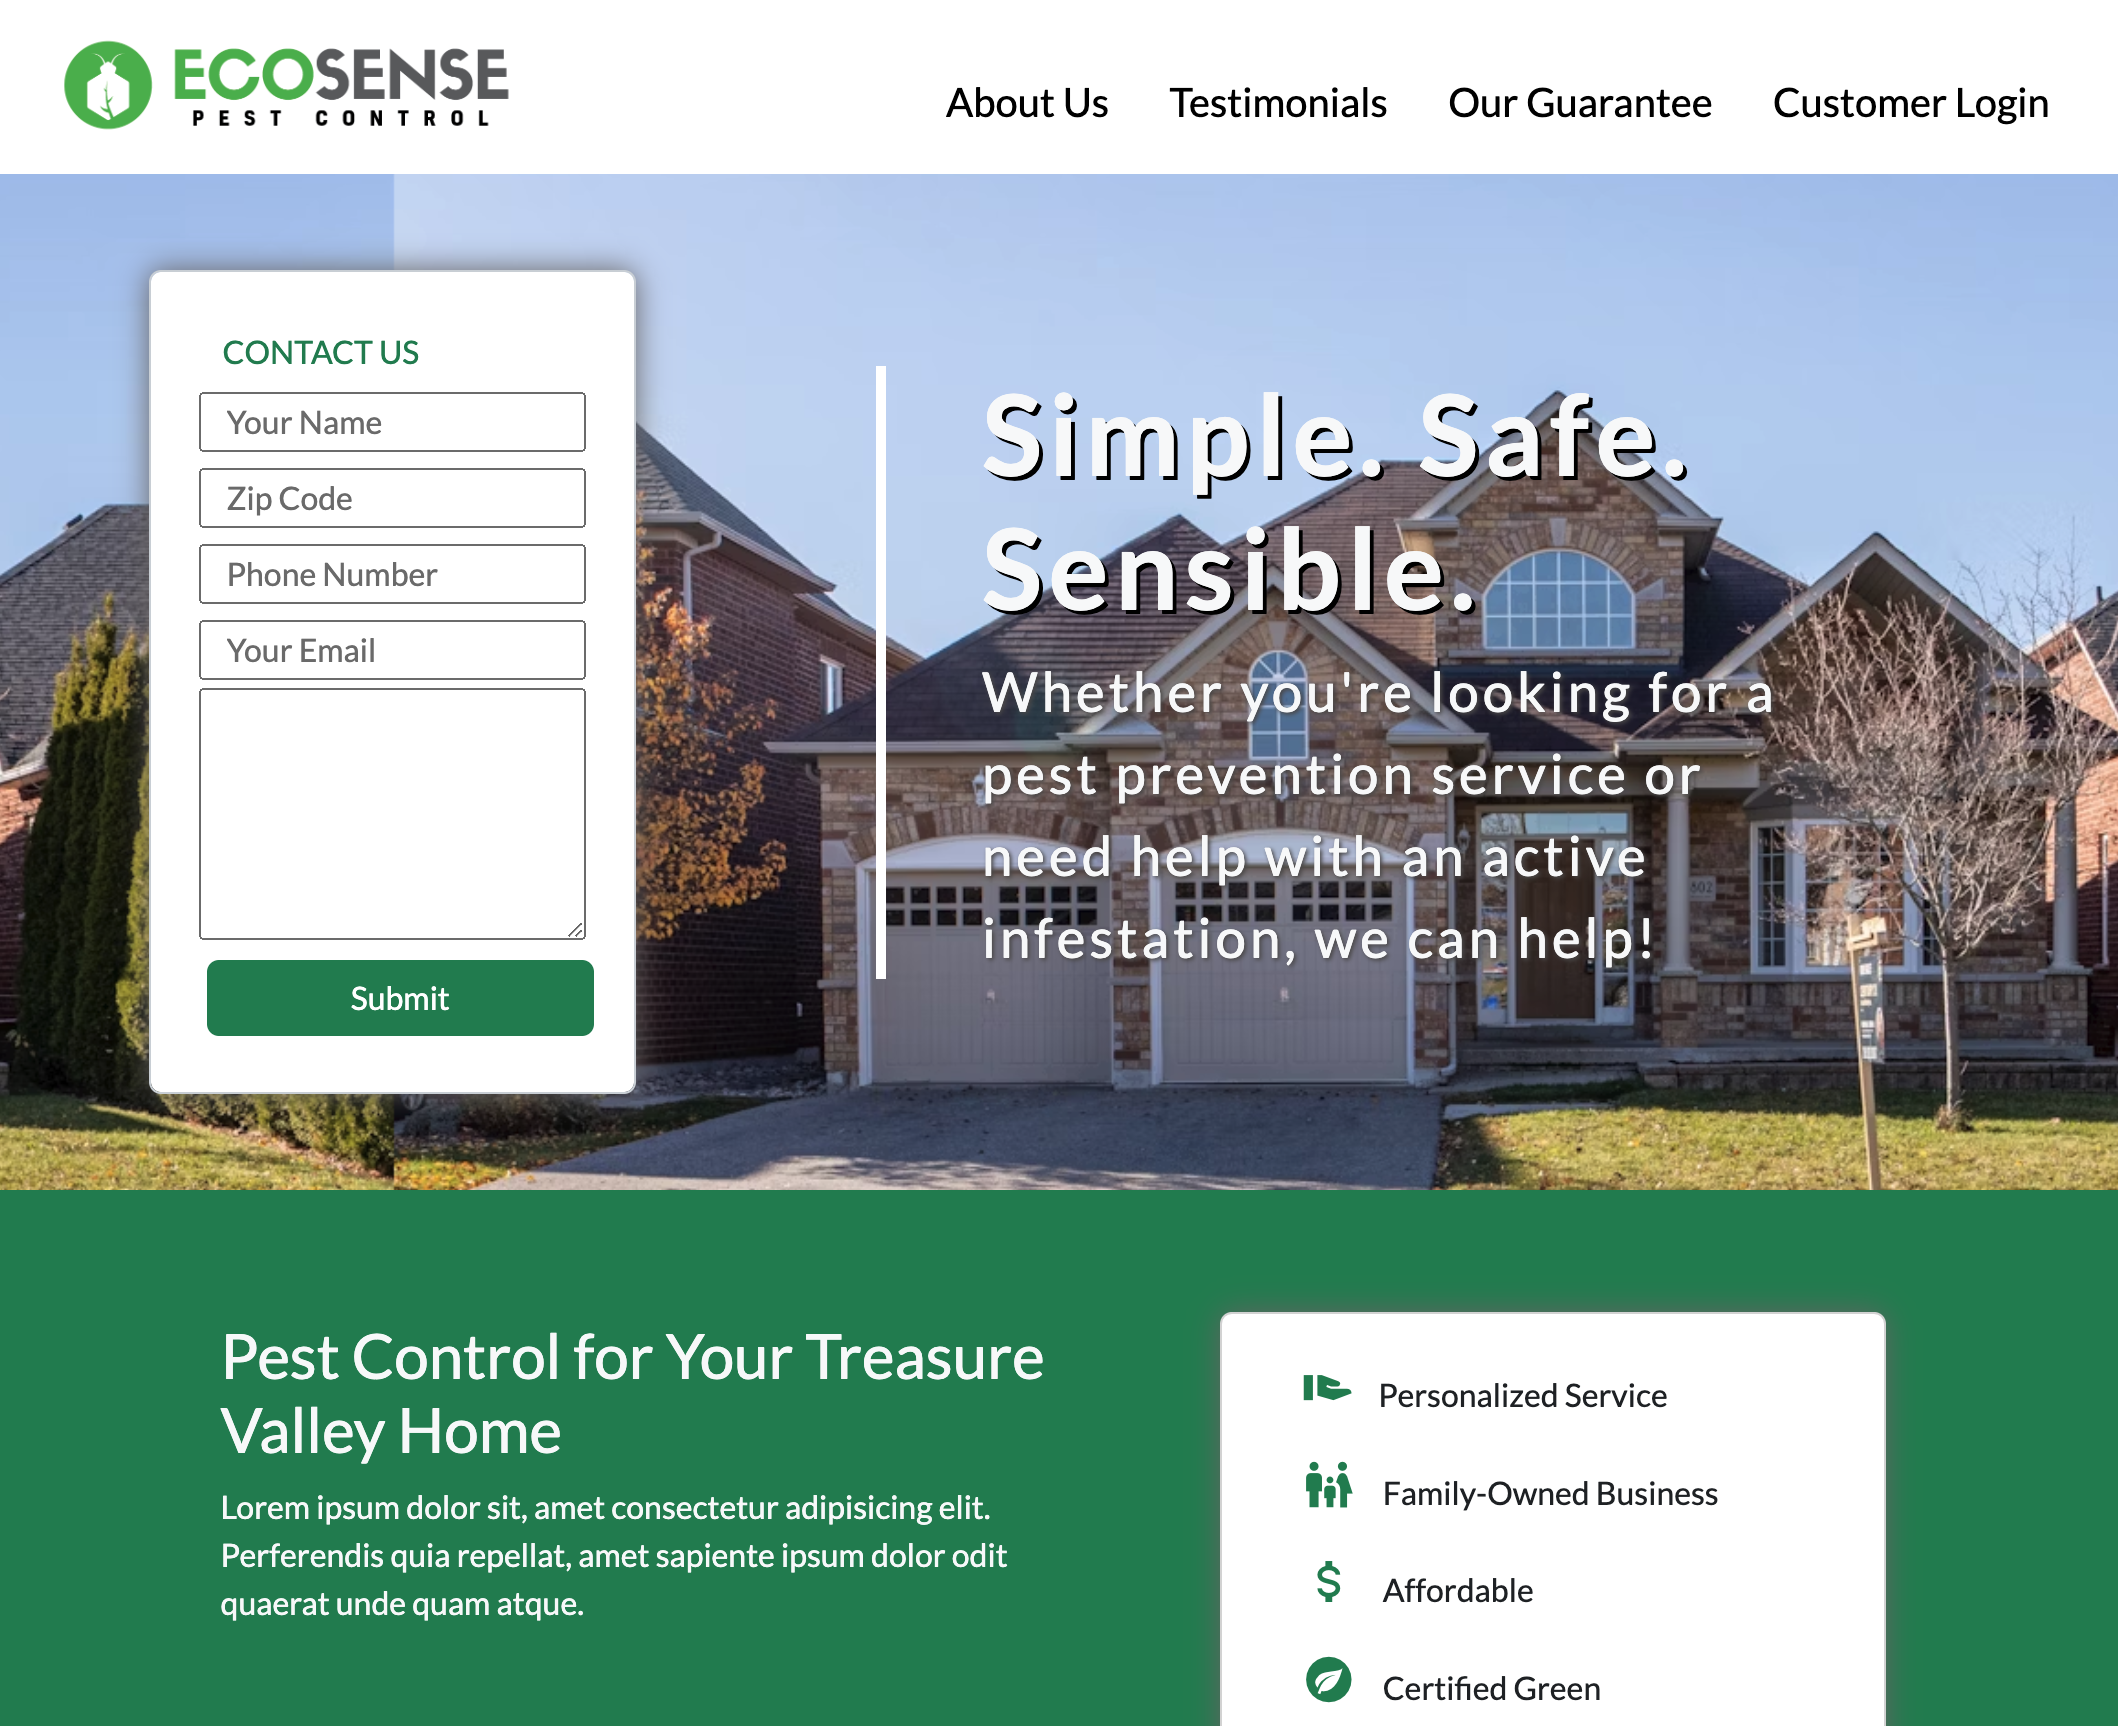 ECOSENSE
PEST CONTROL
About Us Testimonials Our Guarantee Customer Login
CONTACT US
Your Name
Zip Code
Phone Number
Your Email
Submit
Simple. Safe.
Sensible.
Whether you're looking for a
pest prevention service or
need help with an active
infestation, we can help!
802
Pest Control for Your Treasure
Valley Home
Lorem ipsum dolor sit, amet consectetur adipisicing elit.
Perferendis quia repellat, amet sapiente ipsum dolor odit
quaerat unde quam atque.
Personalized Service
Family-Owned Business
$
Affordable
Certified Green